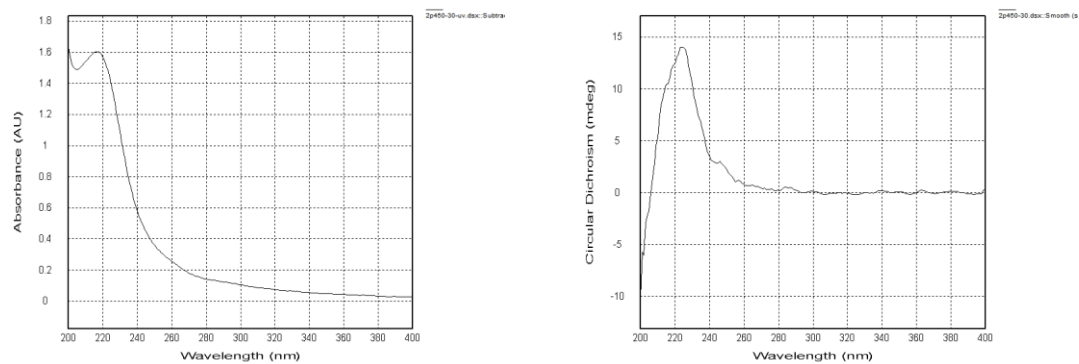 2p450-30-uv.dsx::Subtra
1.8
1.6
1.4
1.2
1
0.8
0.6
0.4
0.2
0
200 220 240 260 280 300 320 340 360 380 400
Wavelength (nm)
Absorbance (AU)
2p450-30.dsx::Smooth (s
15
10
5
0
-5
-10
200 220 240 260 280 300 320 340 360 380 400
Wavelength (nm)
Circular Dichroism (mdeg)